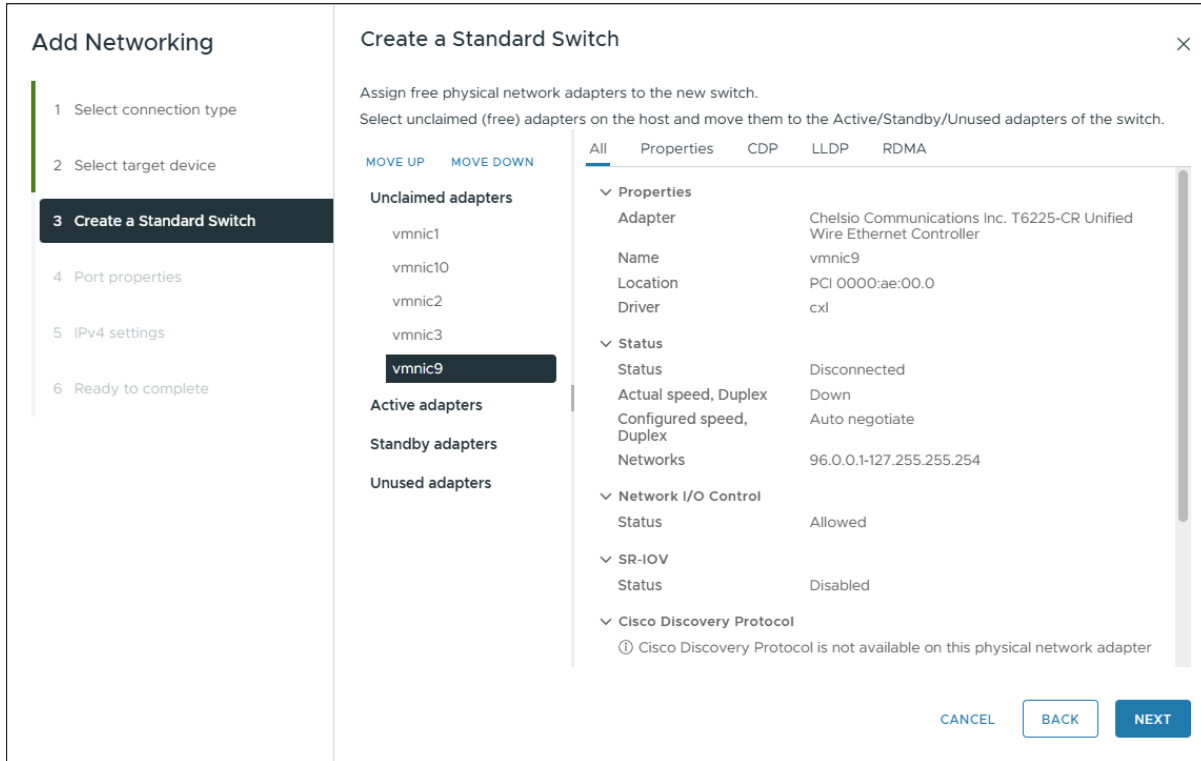 Add Networking
1 Select connection type
2 Select target device
3 Create a Standard Switch
4 Port properties
5 IPv4 settings
6 Ready to complete
Create a Standard Switch
Assign free physical network adapters to the new switch.
Select unclaimed (free) adapters on the host and move them to the Active/Standby/Unused adapters of the switch.
MOVE UP MOVE DOWN
Unclaimed adapters
vmnic1
vmnic10
vmnic2
vmnic3
vmnic9
Active adapters
Standby adapters
Unused adapters
All Properties CDP LLDP RDMA
Properties
Adapter Chelsio Communications Inc. T6225-CR Unified
Wire Ethernet Controller
Name vmnic9
Location PCI 0000:ae:00.0
Driver cxl
Status
Status Disconnected
Actual speed, Duplex Down
Configured speed, Auto negotiate
Duplex
Networks 96.0.0.1-127.255.255.254
Network I/O Control
Status Allowed
SR-IOV
Status Disabled
Cisco Discovery Protocol
Cisco Discovery Protocol is not available on this physical network adapter
CANCEL BACK NEXT